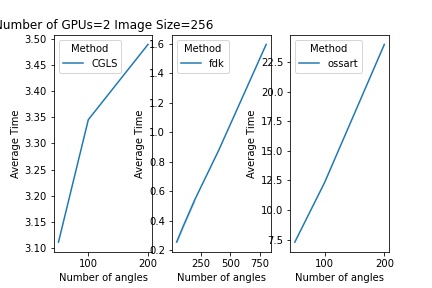 umber of GPUs=2 Image Size=256
Method
CGLS
3.50
3.45
3.40
3.35
3.30
3.25
3.20
3.15
3.10
Average Time
100
200
Number of angles
Method
fdk
1.6
1.4
1.2
1.0
0.8
0.6
0.4
0.2
Average Time
250
500
750
Number of angles
Method
ossart
22.5
20.0
17.5
15.0
12.5
10.0
7.5
Average Time
100
200
Number of angles